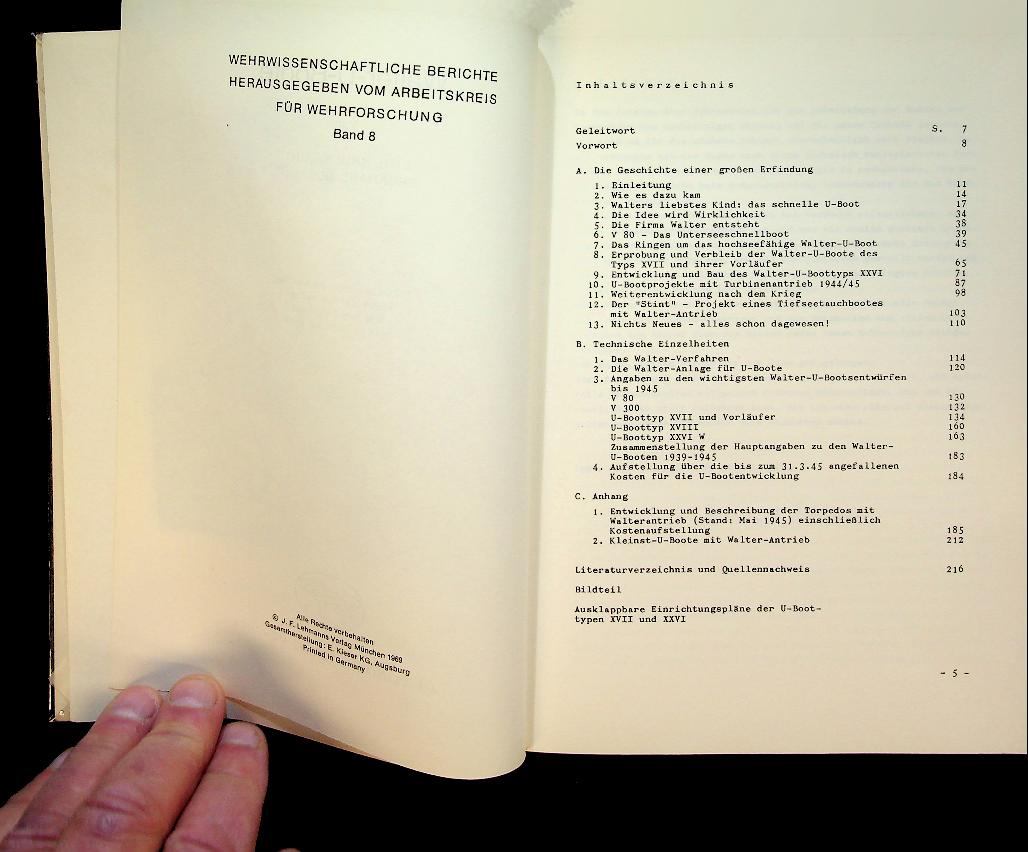 WEHRWISSENSCHAFTLICHE BERICHTE
HERAUSGEGEBEN VOM ARBEITSKREIS
FÜR WEHRFORSCHUNG
Band 8
Alle Rechte vorbehalten
© J. F. Lehmanns Verlag München 1969
Gesamtherstellung: E. Kieser KG, Augsburg
Printed in Germany
Inhaltsverzeichnis
Geleitwort S. 7
Vorwort 8
A. Die Geschichte einer großen Erfindung
1. Einleitung 11
2. Wie es dazu kam 14
3. Walters liebstes Kind: das schnelle U-Boot 17
4. Die Idee wird Wirklichkeit 34
5. Die Firma Walter entsteht 38
6. V 80 - Das Unterseeschnellboot 39
7. Das Ringen um das hochseefähige Walter-U-Boot 45
8. Erprobung und Verbleib der Walter-U-Boote des
Typs XVII und ihrer Vorläufer 65
9. Entwicklung und Bau des Walter-U-Boottyps XXVI 71
10. U-Bootprojekte mit Turbinenantrieb 1944/45 87
11. Weiterentwicklung nach dem Krieg 98
12. Der "Stint" - Projekt eines Tiefseetauchbootes
mit Walter-Antrieb 103
13. Nichts Neues - alles schon dagewesen! 110
B. Technische Einzelheiten
1. Das Walter-Verfahren 114
2. Die Walter-Anlage für U-Boote 120
3. Angaben zu den wichtigsten Walter-U-Bootsentwürfen
bis 1945
V 80 130
V 300 132
U-Boottyp XVII und Vorläufer 134
U-Boottyp XVIII 160
U-Boottyp XXVI W 163
Zusammenstellung der Hauptangaben zu den Walter-
U-Booten 1939-1945 183
4. Aufstellung über die bis zum 31.3.45 angefallenen
Kosten für die U-Bootentwicklung 184
C. Anhang
1. Entwicklung und Beschreibung der Torpedos mit
Walterantrieb (Stand: Mai 1945) einschließlich
Kostenaufstellung 185
2. Kleinst-U-Boote mit Walter-Antrieb 212
Literaturverzeichnis und Quellennachweis 216
Bildteil
Ausklappbare Einrichtungspläne der U-Boot-
typen XVII und XXVI
- 5 -